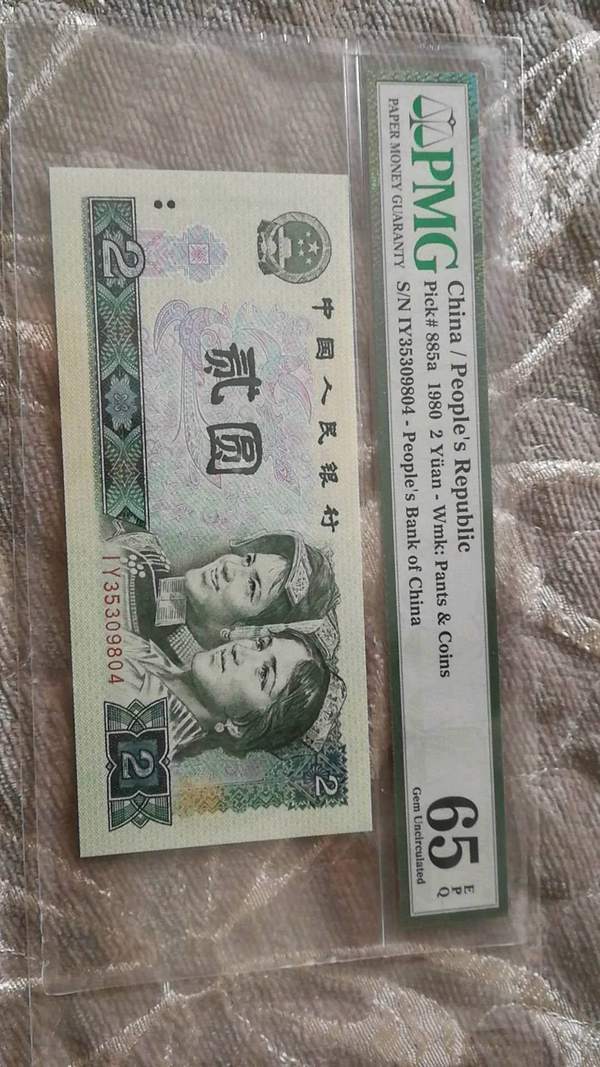 PMG
PAPER MONEY GUARANTY
China / People's Republic
Pick# 885a 1980 2 Yüan - Wmk: Pants & Coins
S/N IY35309804 - People's Bank of China
65 EPQ
Gem Uncirculated
中国人民银行
贰圆
2
2
2
IY35309804